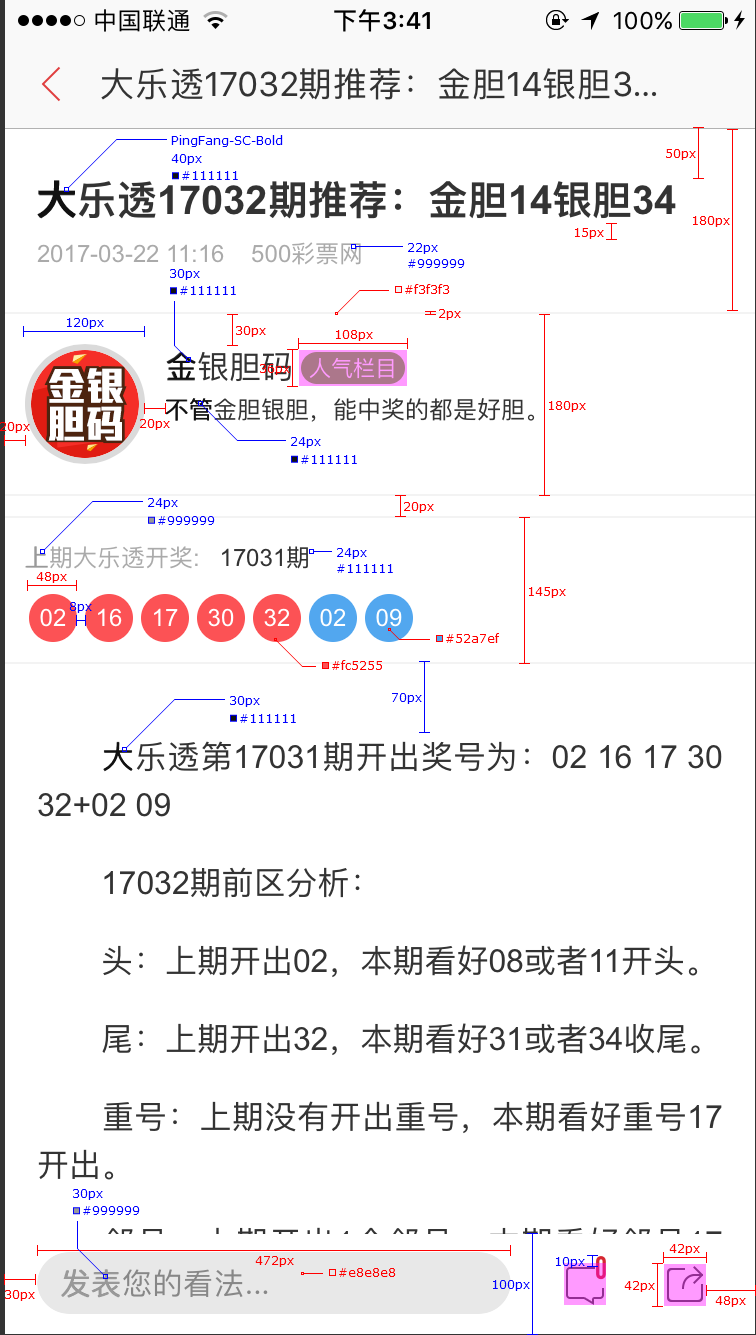 中国联通 下午3:41 100%
大乐透17032期推荐：金胆14银胆3...
PingFang-SC-Bold
40px
#111111
50px
大乐透17032期推荐：金胆14银胆34
180px
15px
2017-03-22 11:16 500彩票网
22px
#999999
30px
#111111
#f3f3f3
2px
120px
30px
108px
金银胆码 人气栏目
金银
胆码
180px
不管金胆银胆，能中奖的都是好胆。
20px
20px
24px
#111111
20px
24px
#999999
上期大乐透开奖： 17031期
24px
#111111
48px
145px
8px
02 16 17 30 32 02 09
#52a7ef
#fc5255
70px
30px
#111111
大乐透第17031期开出奖号为：02 16 17 30
32+02 09
17032期前区分析：
头：上期开出02，本期看好08或者11开头。
尾：上期开出32，本期看好31或者34收尾。
重号：上期没有开出重号，本期看好重号17
开出。
30px
#999999
472px
#e8e8e8
发表您的看法...
30px
100px
10px
42px
42px
48px